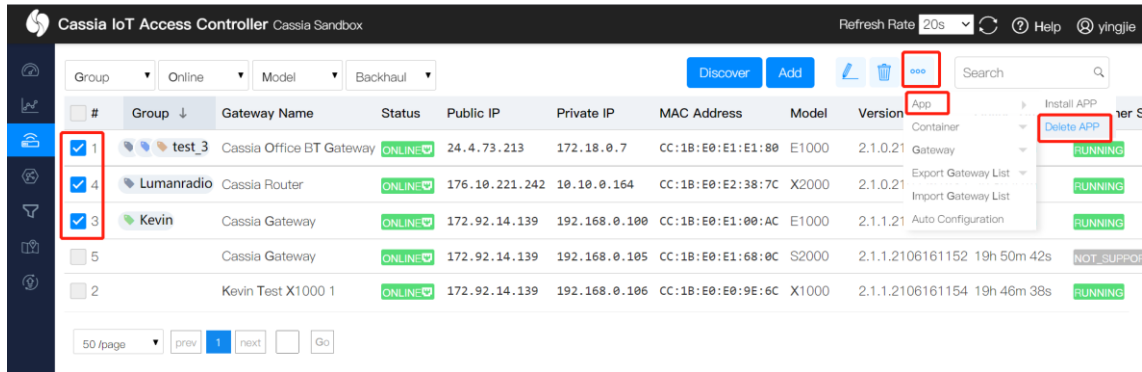 Cassia IoT Access Controller Cassia Sandbox Refresh Rate 20s Help yingjie
Group Online Model Backhaul Discover Add Search
# Group ↓ Gateway Name Status Public IP Private IP MAC Address Model Version
App Install APP
Container Delete APP
Gateway
Export Gateway List
Import Gateway List
Auto Configuration
1 test_3 Cassia Office BT Gateway ONLINE 24.4.73.213 172.18.0.7 CC:1B:E0:E1:E1:80 E1000 2.1.0.21 RUNNING
4 Lumanradio Cassia Router ONLINE 176.10.221.242 10.10.0.164 CC:1B:E0:E2:38:7C X2000 2.1.0.21 RUNNING
3 Kevin Cassia Gateway ONLINE 172.92.14.139 192.168.0.100 CC:1B:E0:E1:00:AC E1000 2.1.1.21 RUNNING
5 Cassia Gateway ONLINE 172.92.14.139 192.168.0.105 CC:1B:E0:E1:68:0C S2000 2.1.1.2106161152 19h 50m 42s NOT_SUPPOR
2 Kevin Test X1000 1 ONLINE 172.92.14.139 192.168.0.106 CC:1B:E0:E0:9E:6C X1000 2.1.1.2106161154 19h 46m 38s RUNNING
50 /page prev 1 next Go